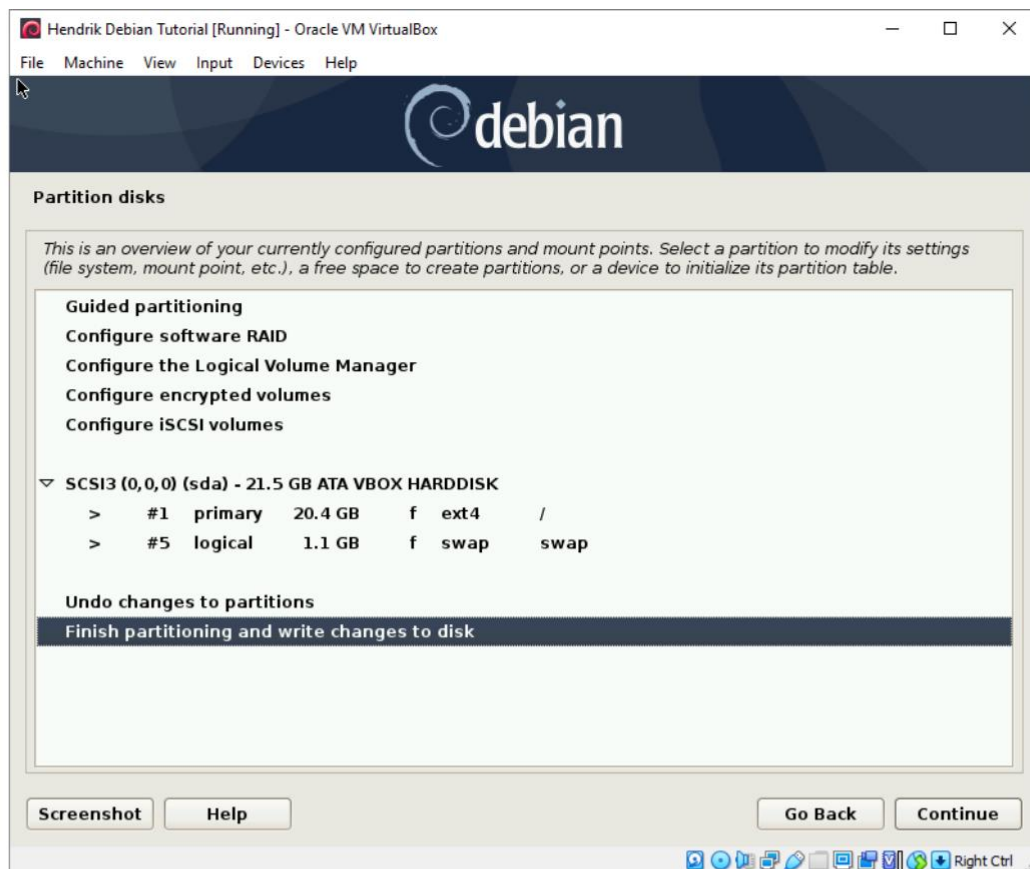 Hendrik Debian Tutorial [Running] - Oracle VM VirtualBox
File Machine View Input Devices Help
debian
Partition disks
This is an overview of your currently configured partitions and mount points. Select a partition to modify its settings
(file system, mount point, etc.), a free space to create partitions, or a device to initialize its partition table.
Guided partitioning
Configure software RAID
Configure the Logical Volume Manager
Configure encrypted volumes
Configure iSCSI volumes
SCSI3 (0,0,0) (sda) - 21.5 GB ATA VBOX HARDDISK
> #1 primary 20.4 GB f ext4 /
> #5 logical 1.1 GB f swap swap
Undo changes to partitions
Finish partitioning and write changes to disk
Screenshot Help Go Back Continue
Right Ctrl